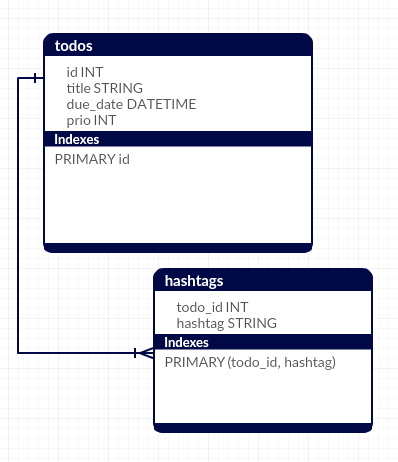 todos
id INT
title STRING
due_date DATETIME
prio INT
Indexes
PRIMARY id
hashtags
todo_id INT
hashtag STRING
Indexes
PRIMARY (todo_id, hashtag)